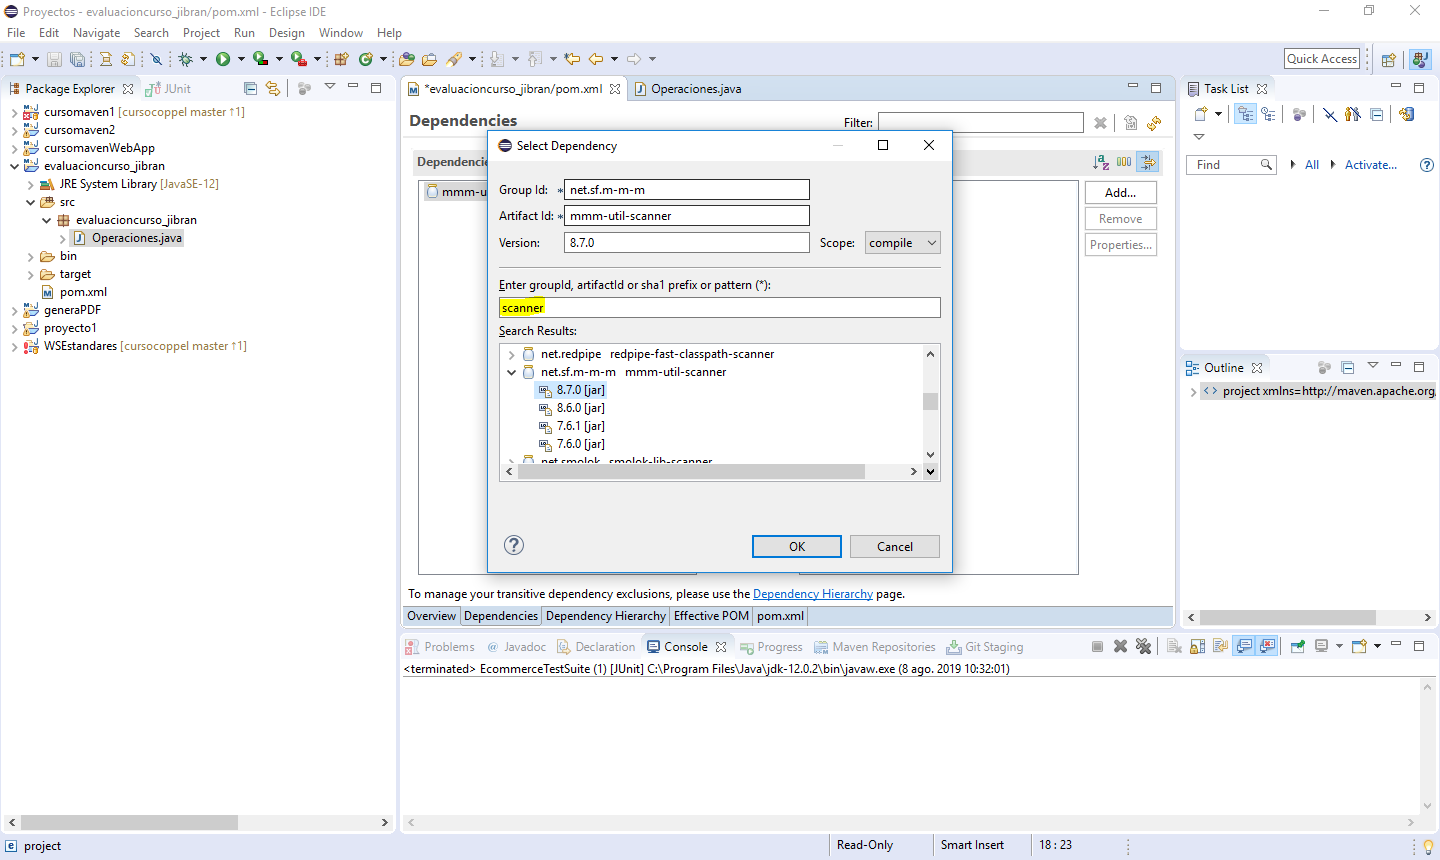 Proyectos - evaluacioncurso_jibran/pom.xml - Eclipse IDE
File Edit Navigate Search Project Run Design Window Help
Quick Access
Package Explorer JUnit
cursomaven1 [cursocoppel master ↑1]
cursomaven2
cursomavenWebApp
evaluacioncurso_jibran
JRE System Library [JavaSE-12]
src
evaluacioncurso_jibran
Operaciones.java
bin
target
pom.xml
generaPDF
proyecto1
WSEstandares [cursocoppel master ↑1]
*evaluacioncurso_jibran/pom.xml Operaciones.java
Dependencies
Filter:
Dependencie
mmm-u
Add...
Remove
Properties...
Select Dependency
Group Id: * net.sf.m-m-m
Artifact Id: * mmm-util-scanner
Version: 8.7.0 Scope: compile
Enter groupId, artifactId or sha1 prefix or pattern (*):
scanner
Search Results:
net.redpipe redpipe-fast-classpath-scanner
net.sf.m-m-m mmm-util-scanner
8.7.0 [jar]
8.6.0 [jar]
7.6.1 [jar]
7.6.0 [jar]
net.smolok smolok-lib-scanner
OK Cancel
To manage your transitive dependency exclusions, please use the Dependency Hierarchy page.
Overview Dependencies Dependency Hierarchy Effective POM pom.xml
Task List
Find All Activate...
Outline
project xmlns=http://maven.apache.org,
Problems Javadoc Declaration Console Progress Maven Repositories Git Staging
<terminated> EcommerceTestSuite (1) [JUnit] C:\Program Files\Java\jdk-12.0.2\bin\javaw.exe (8 ago. 2019 10:32:01)
project Read-Only Smart Insert 18 : 23